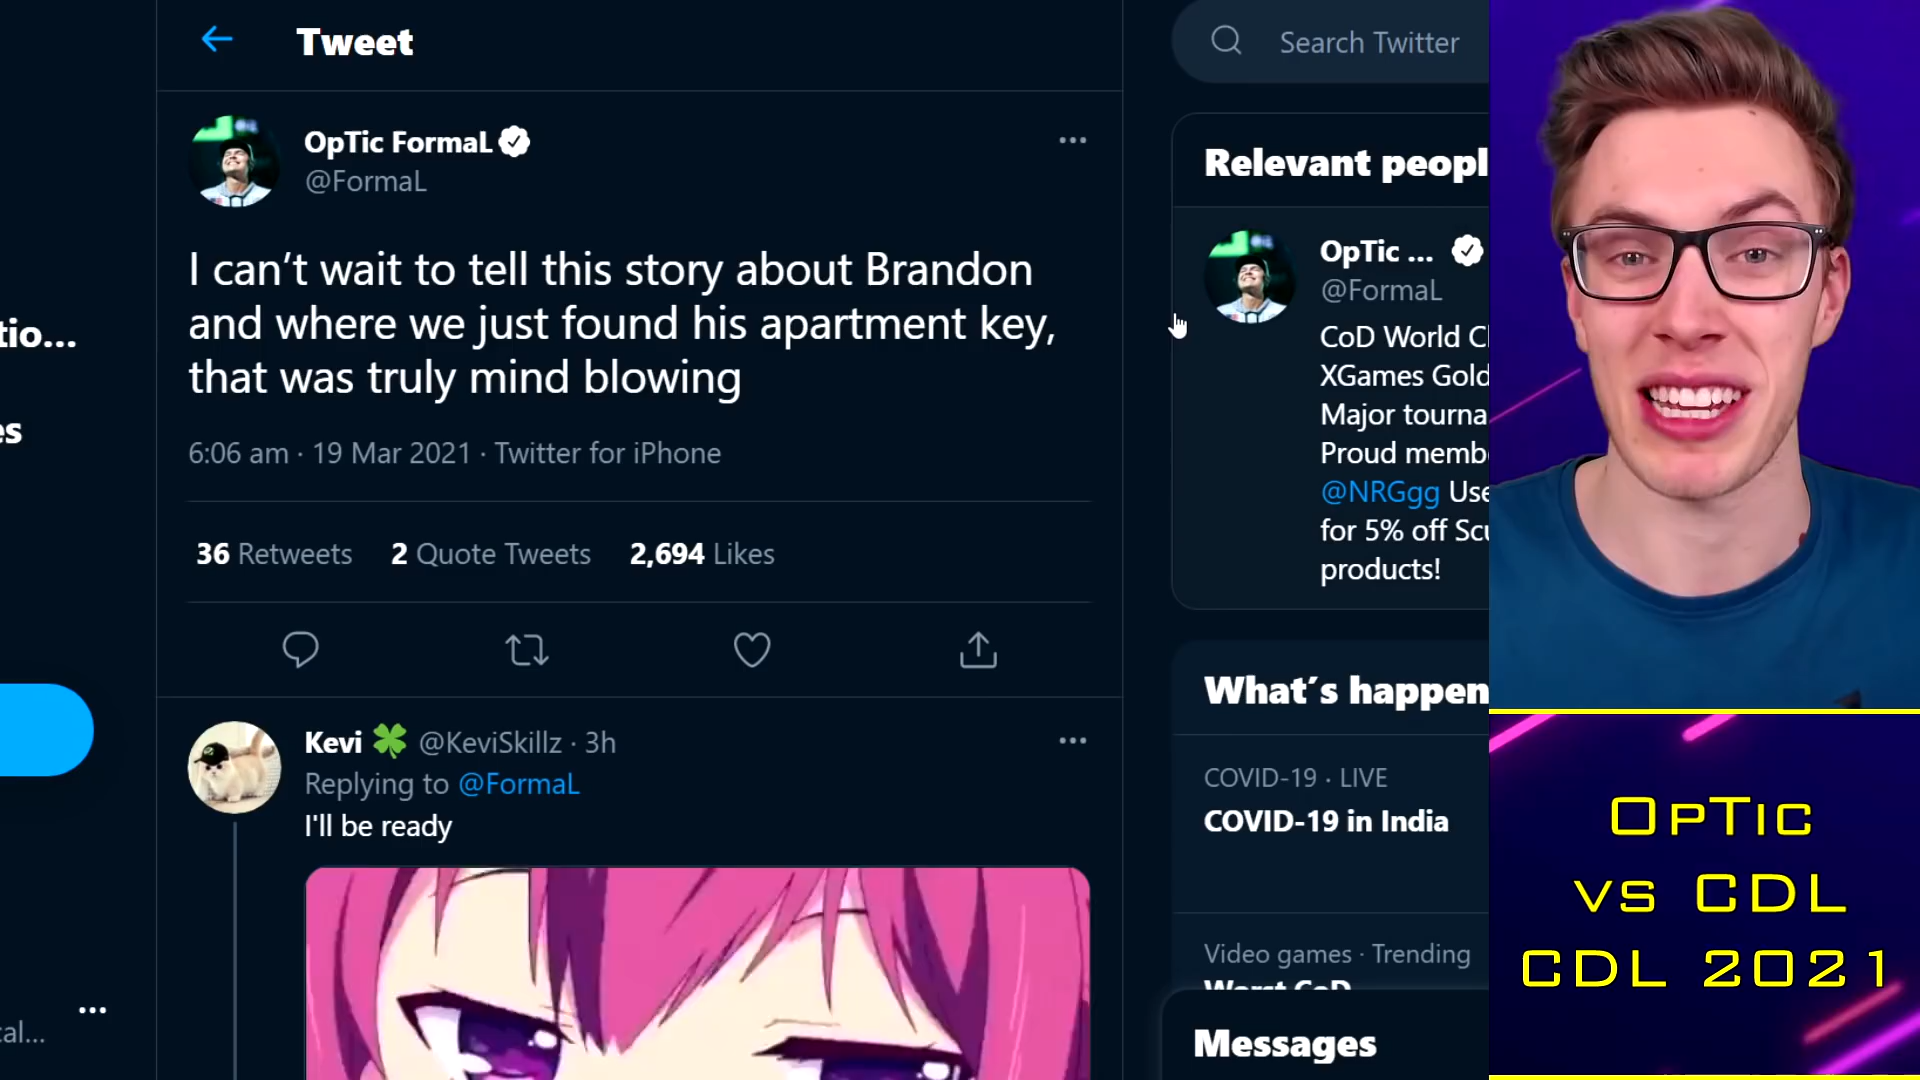 Tweet
Search Twitter
OpTic FormaL
@FormaL
I can’t wait to tell this story about Brandon
and where we just found his apartment key,
that was truly mind blowing
6:06 am · 19 Mar 2021 · Twitter for iPhone
36 Retweets 2 Quote Tweets 2,694 Likes
Kevi 🍀 @KeviSkillz · 3h
Replying to @FormaL
I'll be ready
tio...
es
cal...
Relevant peopl
OpTic ...
@FormaL
CoD World C
XGames Gold
Major tourna
Proud memb
@NRGgg Use
for 5% off Scu
products!
What's happen
COVID-19 · LIVE
COVID-19 in India
Video games · Trending
Worst CoD
Messages
OpTic
vs CDL
CDL 2021